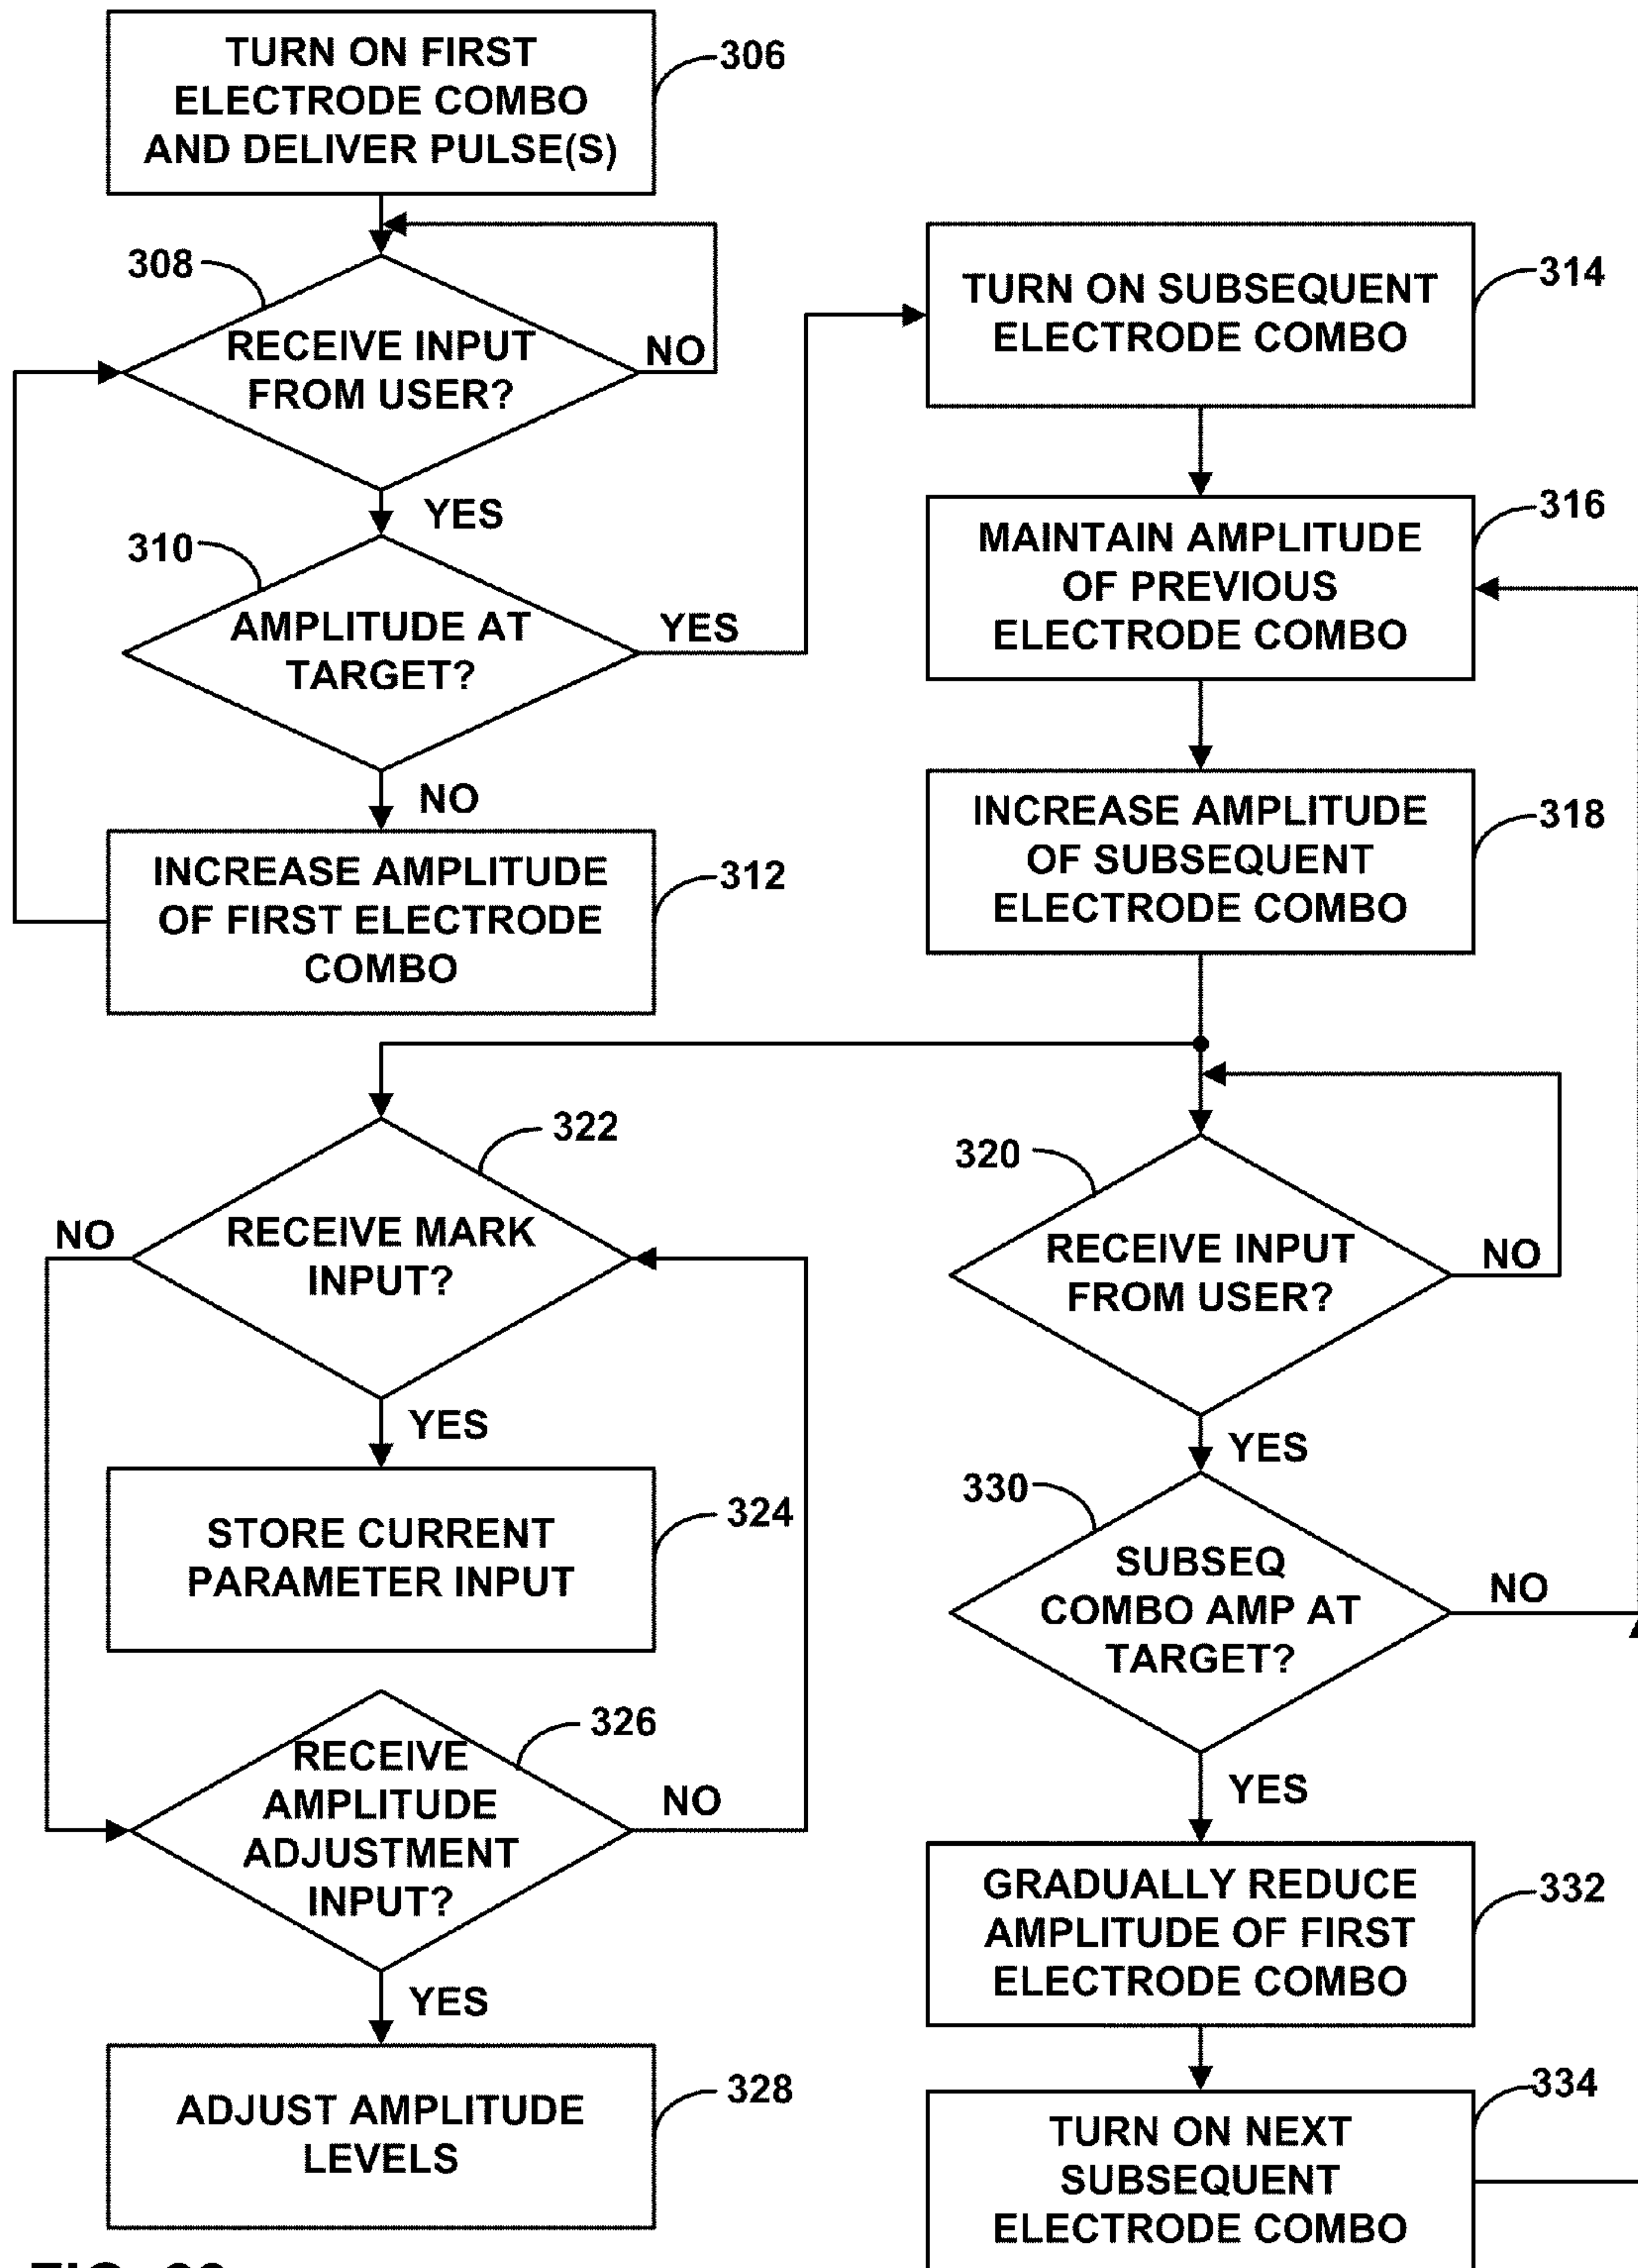 TURN ON FIRST
ELECTRODE COMBO
AND DELIVER PULSE(S)
306
308
RECEIVE INPUT
FROM USER?
NO
YES
310
AMPLITUDE AT
TARGET?
YES
NO
INCREASE AMPLITUDE
OF FIRST ELECTRODE
COMBO
312
TURN ON SUBSEQUENT
ELECTRODE COMBO
314
MAINTAIN AMPLITUDE
OF PREVIOUS
ELECTRODE COMBO
316
INCREASE AMPLITUDE
OF SUBSEQUENT
ELECTRODE COMBO
318
322
RECEIVE MARK
INPUT?
NO
YES
STORE CURRENT
PARAMETER INPUT
324
326
RECEIVE
AMPLITUDE
ADJUSTMENT
INPUT?
NO
YES
ADJUST AMPLITUDE
LEVELS
328
320
RECEIVE INPUT
FROM USER?
NO
YES
330
SUBSEQ
COMBO AMP AT
TARGET?
NO
YES
GRADUALLY REDUCE
AMPLITUDE OF FIRST
ELECTRODE COMBO
332
TURN ON NEXT
SUBSEQUENT
ELECTRODE COMBO
334
FIG.